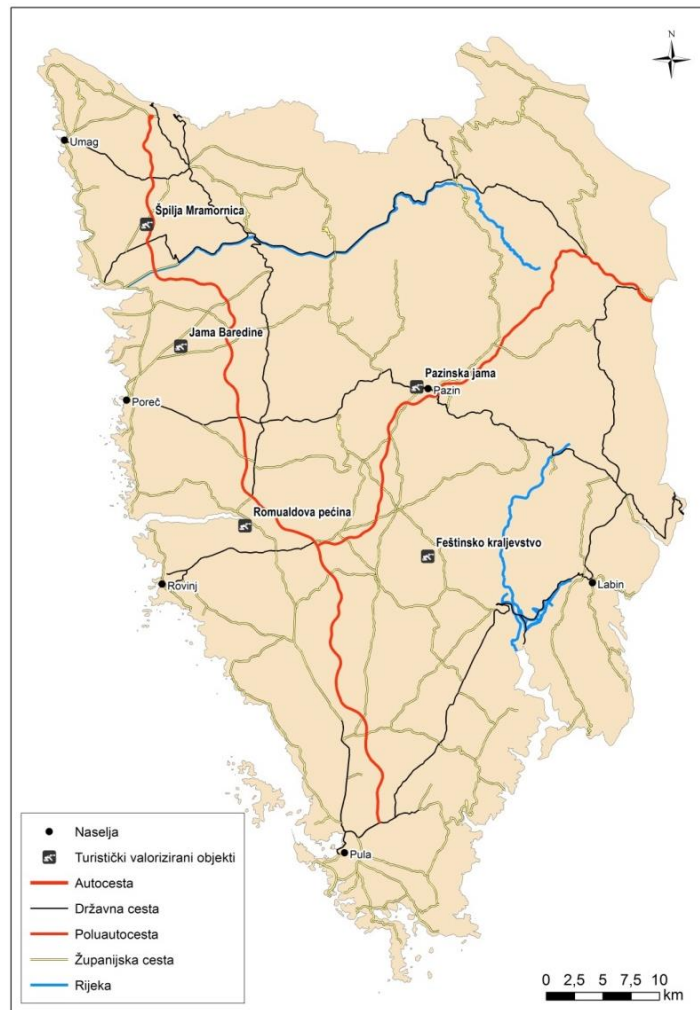 N
Umag
Špilja Mramornica
Jama Baredine
Pazinska jama
Pazin
Poreč
Romualdova pećina
Feštinsko kraljevstvo
Rovinj
Labin
Pula
Naselja
Turistički valorizirani objekti
Autocesta
Državna cesta
Poluautocesta
Županijska cesta
Rijeka
0 2,5 5 7,5 10
km